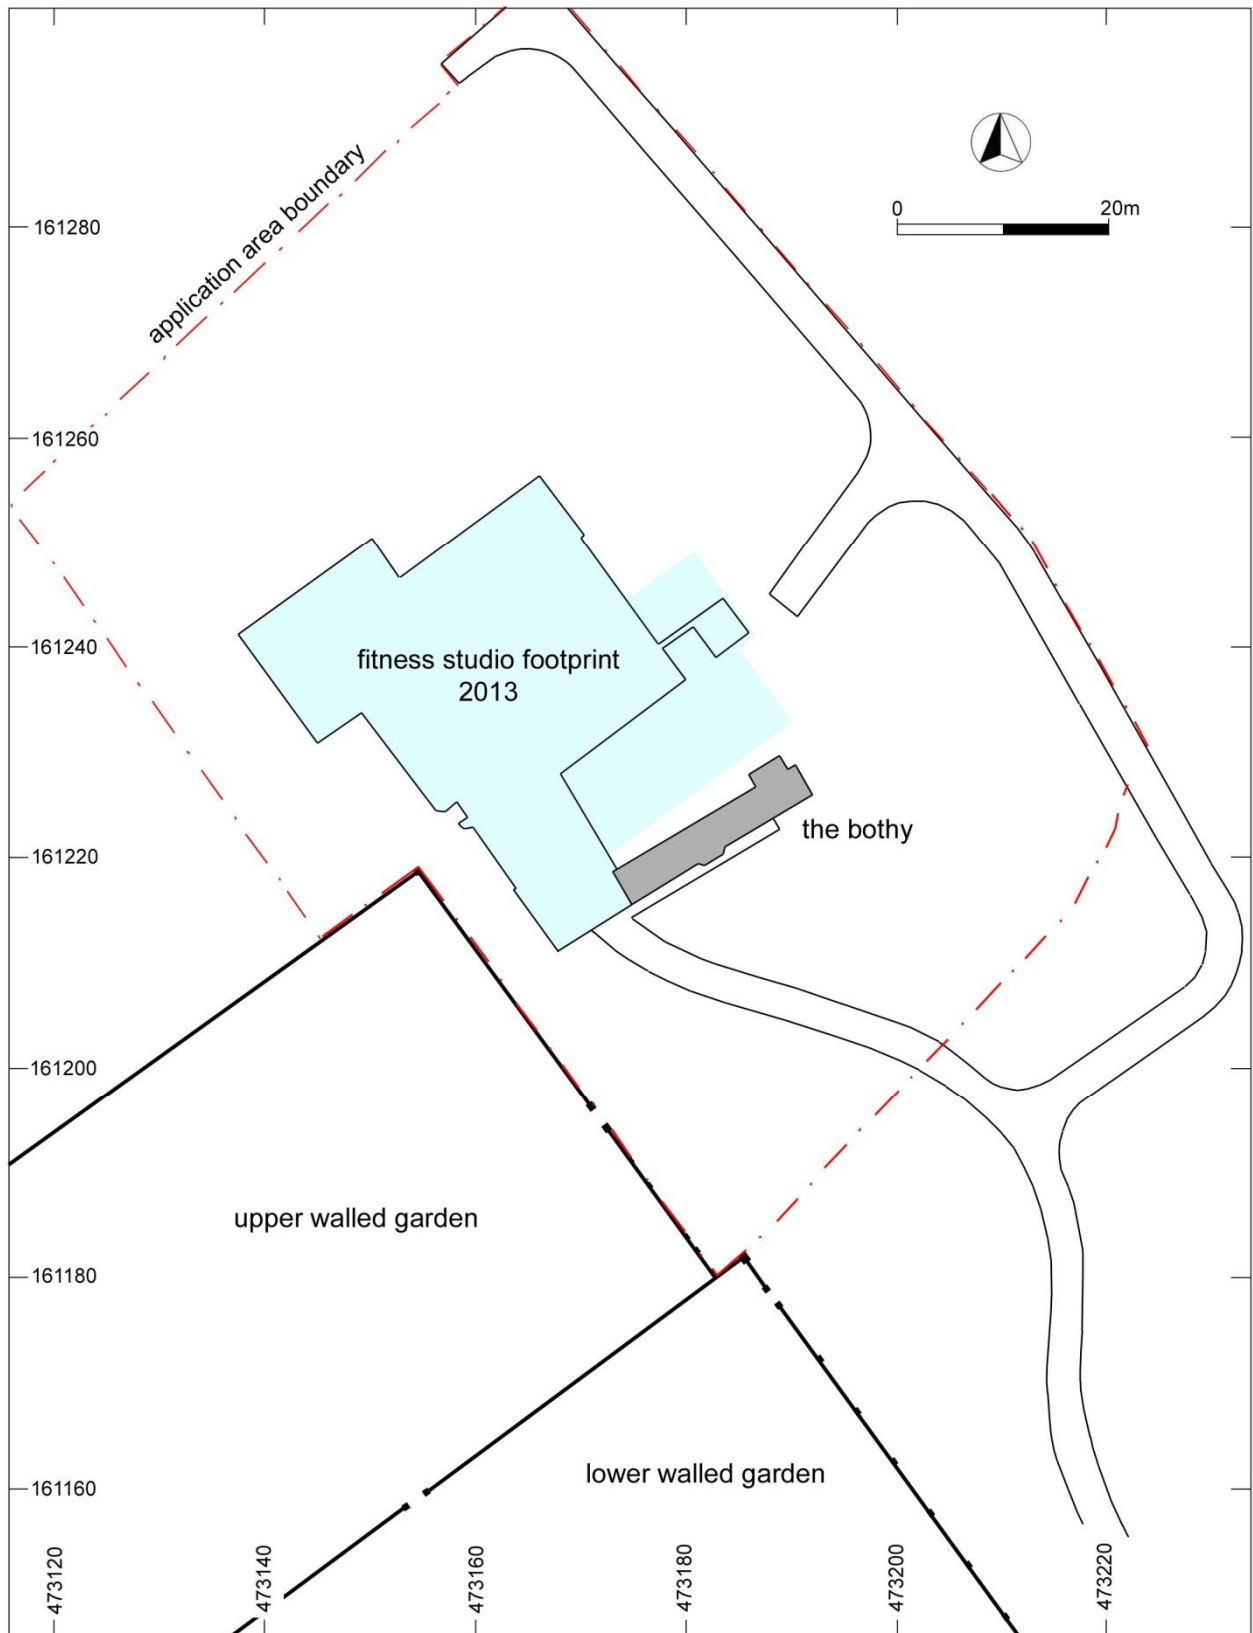 application area boundary
0 20m
161280
161260
fitness studio footprint
2013
161240
the bothy
161220
161200
upper walled garden
161180
lower walled garden
161160
473120
473140
473160
473180
473200
473220